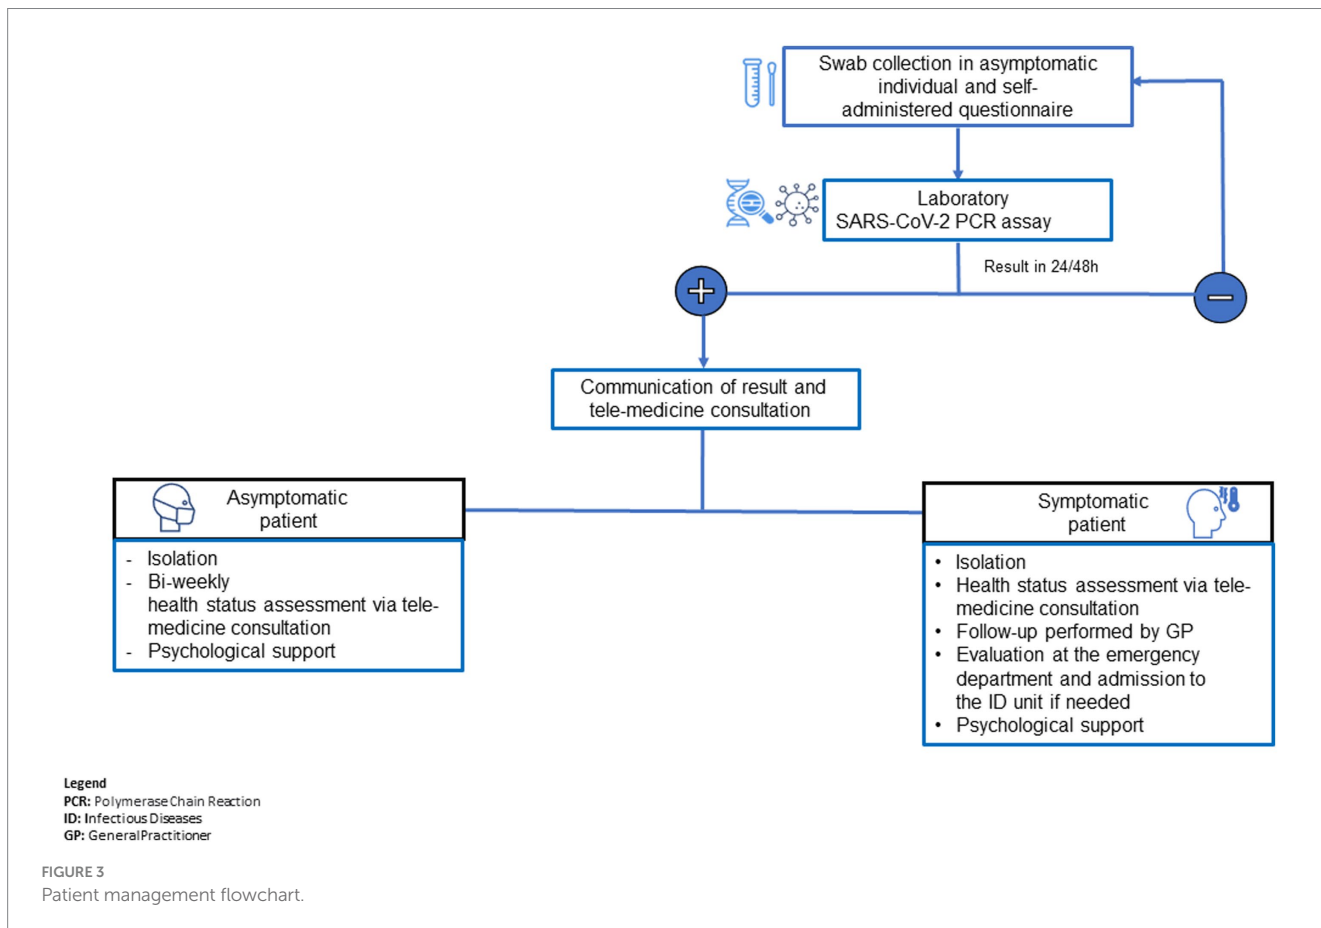 Swab collection in asymptomatic
individual and self-
administered questionnaire
Laboratory
SARS-CoV-2 PCR assay
Result in 24/48h
+
−
Communication of result and
tele-medicine consultation
Asymptomatic
patient
- Isolation
- Bi-weekly
health status assessment via tele-
medicine consultation
- Psychological support
Symptomatic
patient
• Isolation
• Health status assessment via tele-
medicine consultation
• Follow-up performed by GP
• Evaluation at the emergency
department and admission to
the ID unit if needed
• Psychological support
Legend
PCR: Polymerase Chain Reaction
ID: Infectious Diseases
GP: General Practitioner
FIGURE 3
Patient management flowchart.